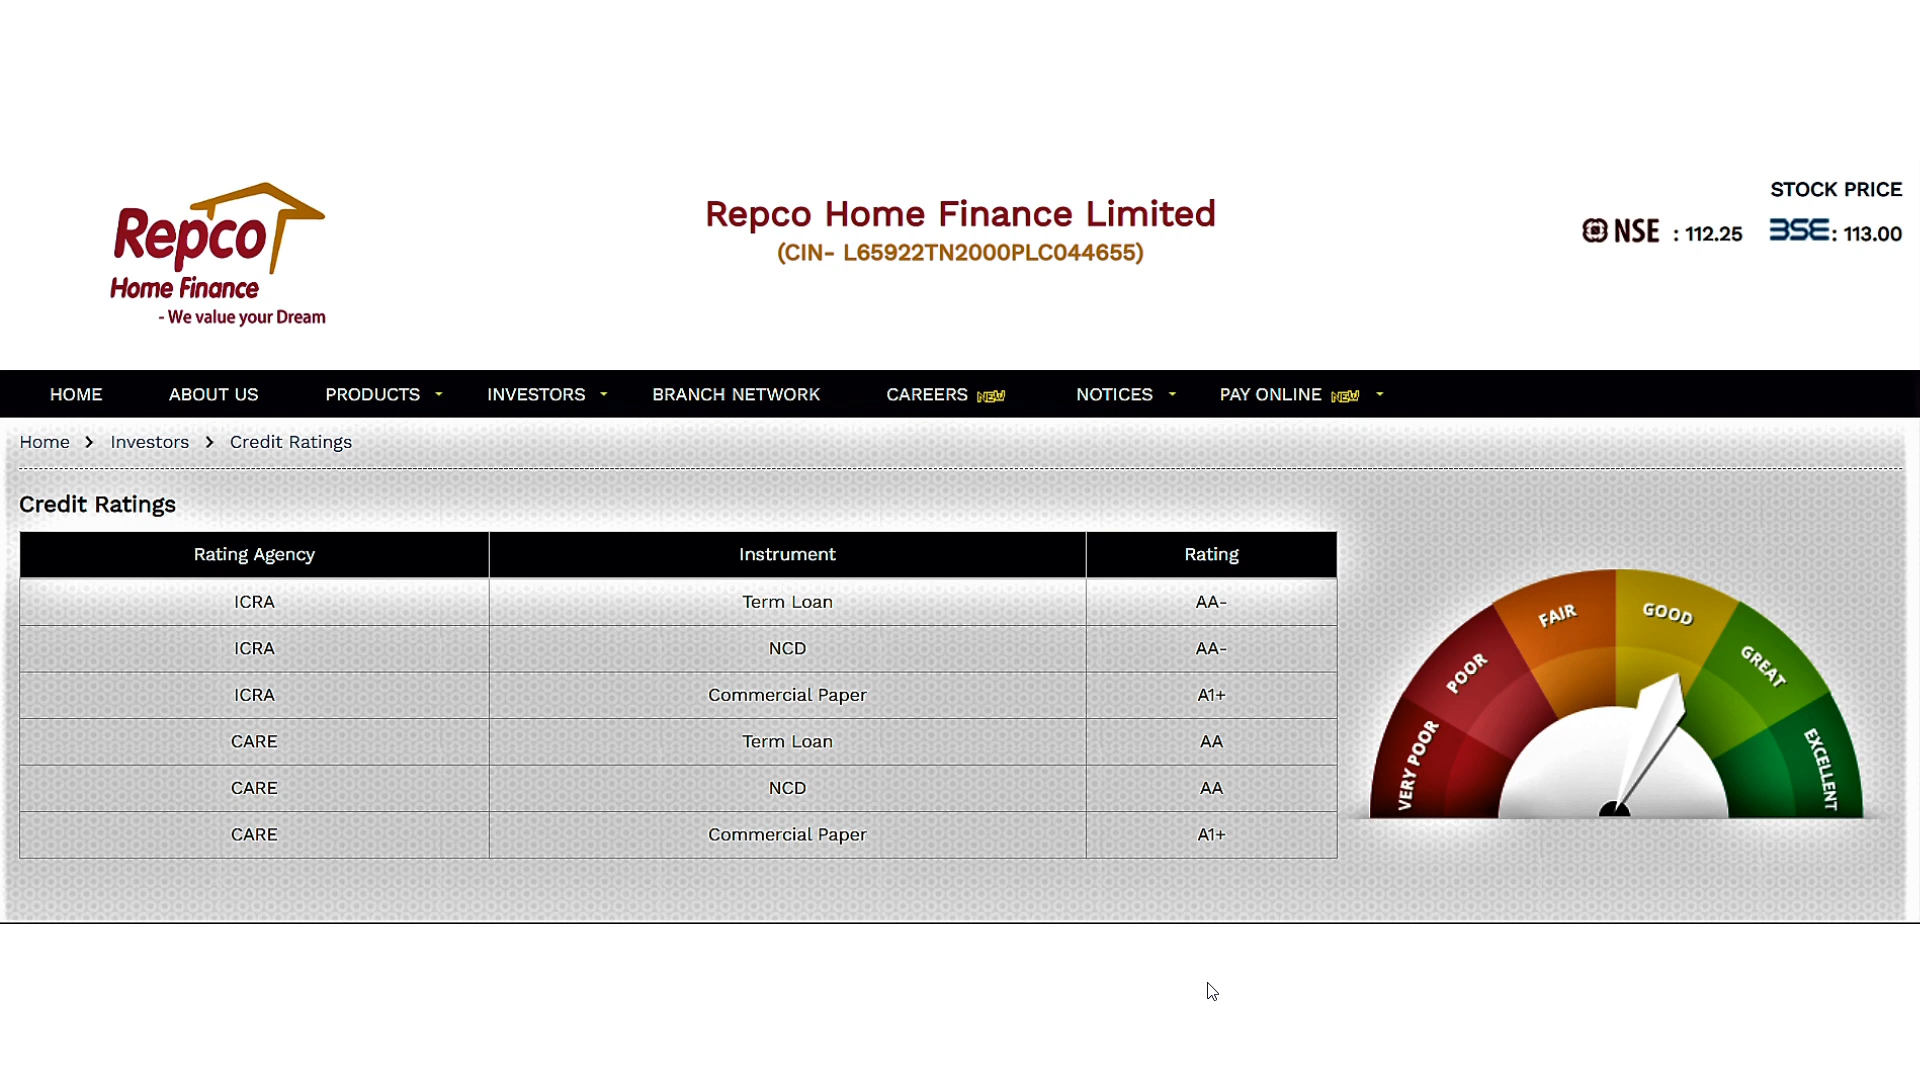 Repco
Home Finance
- We value your Dream
Repco Home Finance Limited
(CIN- L65922TN2000PLC044655)
STOCK PRICE
NSE : 112.25 BSE : 113.00
HOME ABOUT US PRODUCTS INVESTORS BRANCH NETWORK CAREERS NEW NOTICES PAY ONLINE NEW
Home > Investors > Credit Ratings
Credit Ratings
Rating Agency Instrument Rating
ICRA Term Loan AA-
ICRA NCD AA-
ICRA Commercial Paper A1+
CARE Term Loan AA
CARE NCD AA
CARE Commercial Paper A1+
VERY POOR
POOR
FAIR
GOOD
GREAT
EXCELLENT